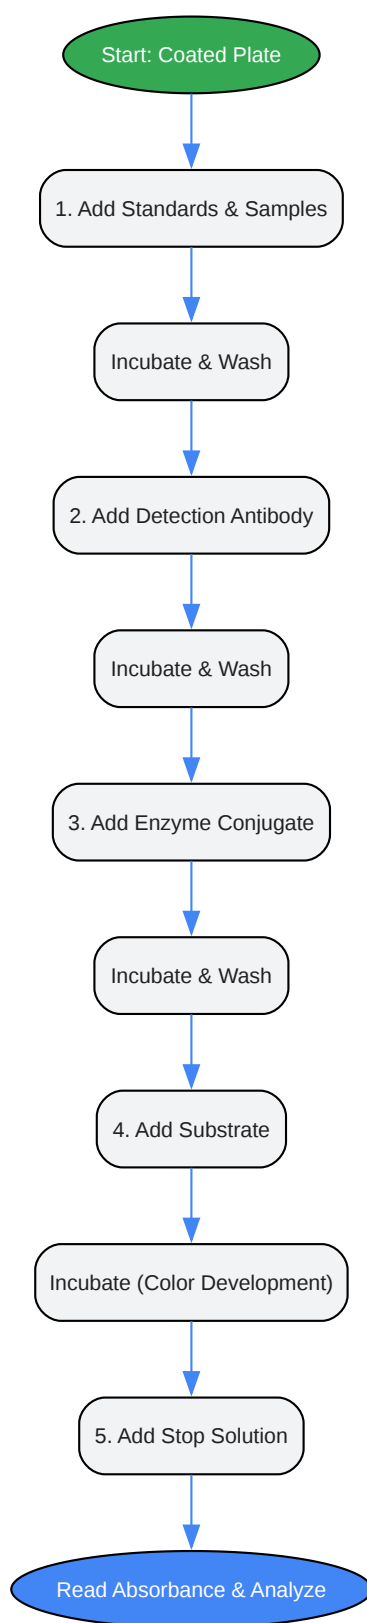 Start: Coated Plate
1. Add Standards & Samples
Incubate & Wash
2. Add Detection Antibody
Incubate & Wash
3. Add Enzyme Conjugate
Incubate & Wash
4. Add Substrate
Incubate (Color Development)
5. Add Stop Solution
Read Absorbance & Analyze